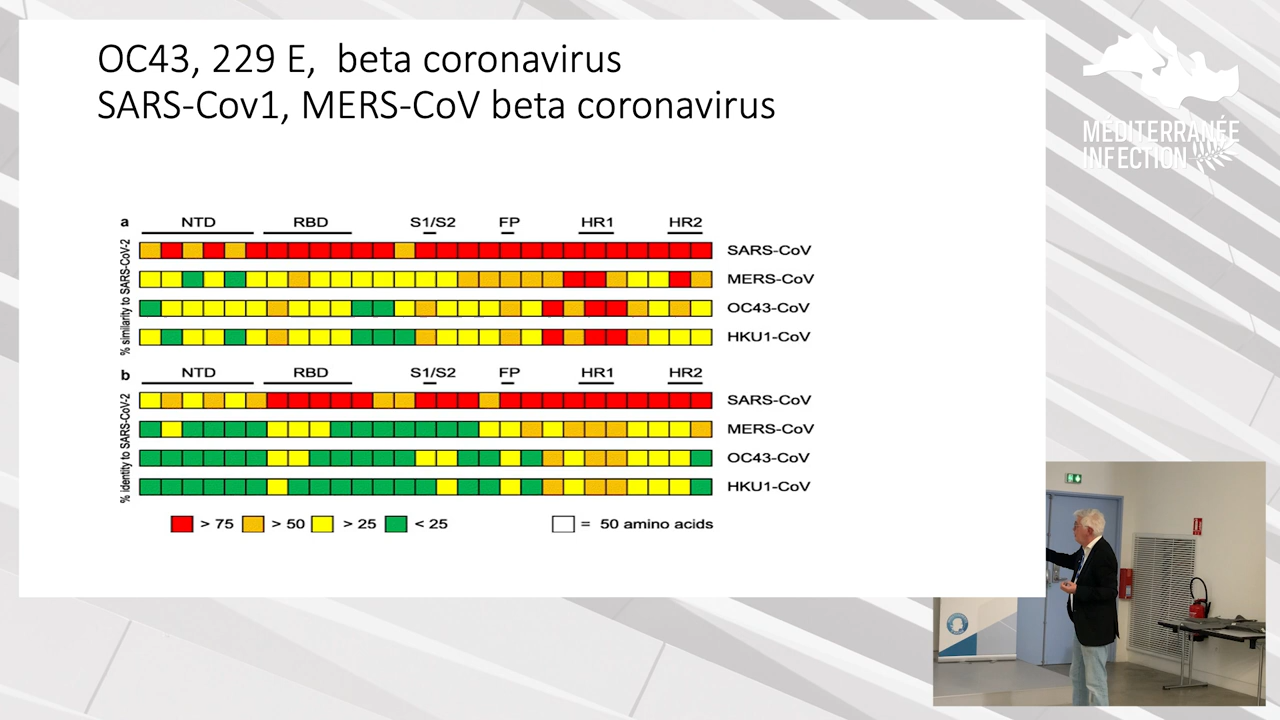 OC43, 229 E,  beta coronavirus
SARS-Cov1, MERS-CoV beta coronavirus
MÉDITERRANÉE
INFECTION
a
NTD
RBD
S1/S2
FP
HR1
HR2
% similarity to SARS-CoV-2
SARS-CoV
MERS-CoV
OC43-CoV
HKU1-CoV
b
NTD
RBD
S1/S2
FP
HR1
HR2
% identity to SARS-CoV-2
SARS-CoV
MERS-CoV
OC43-CoV
HKU1-CoV
> 75
> 50
> 25
< 25
= 50 amino acids